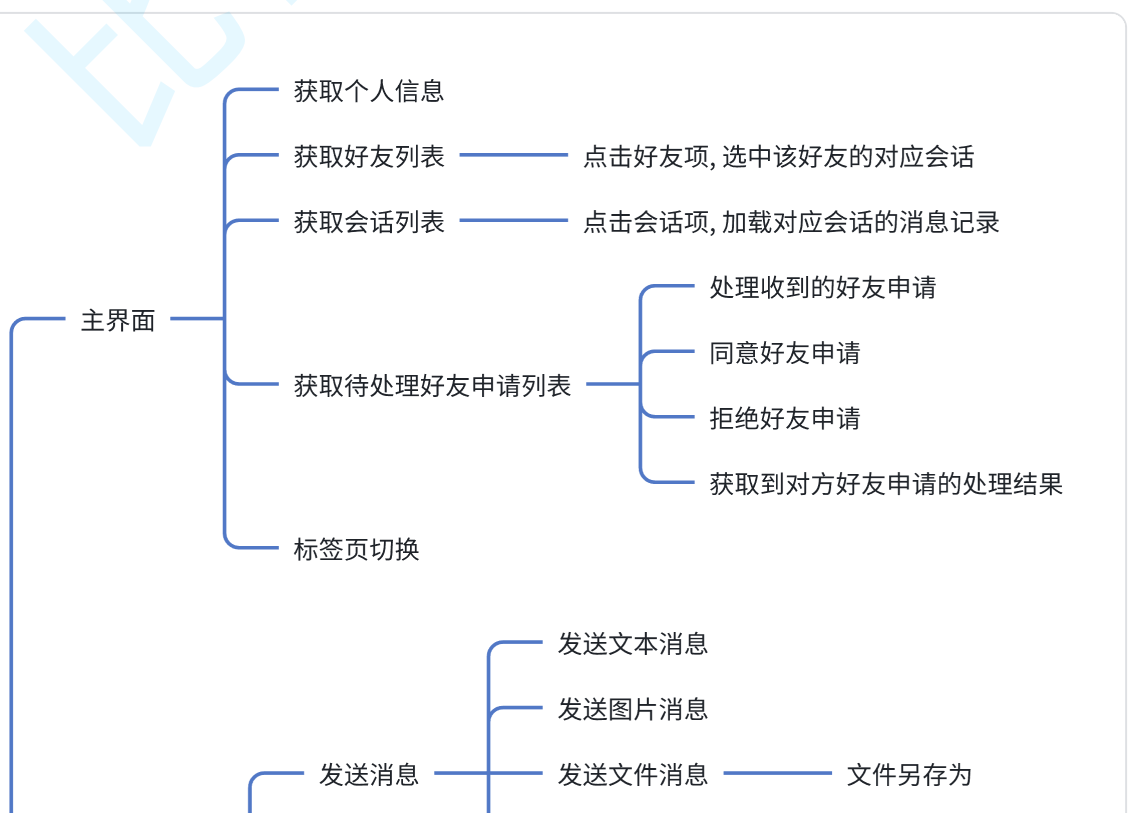 获取个人信息
获取好友列表
点击好友项, 选中该好友的对应会话
获取会话列表
点击会话项, 加载对应会话的消息记录
主界面
获取待处理好友申请列表
处理收到的好友申请
同意好友申请
拒绝好友申请
获取到对方好友申请的处理结果
标签页切换
发送消息
发送文本消息
发送图片消息
发送文件消息
文件另存为